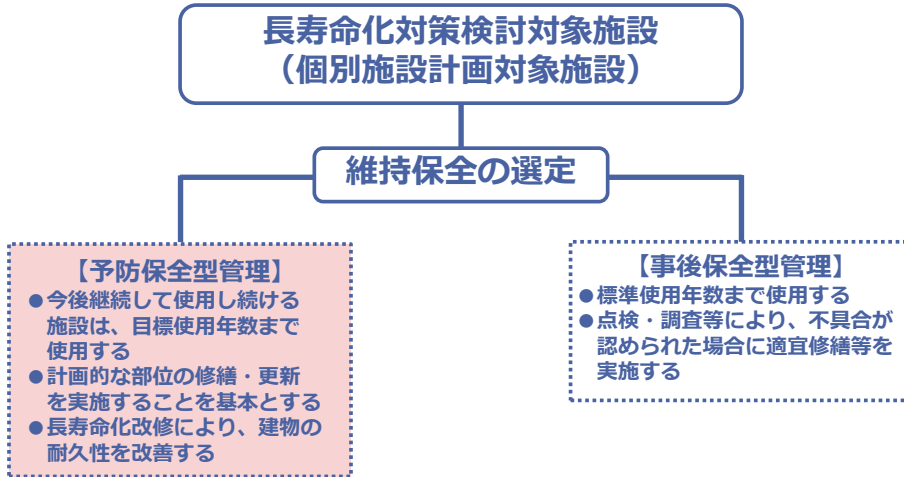 長寿命化対策検討対象施設
（個別施設計画対象施設）
維持保全の選定
【予防保全型管理】
●今後継続して使用し続ける
施設は、目標使用年数まで
使用する
●計画的な部位の修繕・更新
を実施することを基本とする
●長寿命化改修により、建物の
耐久性を改善する
【事後保全型管理】
●標準使用年数まで使用する
●点検・調査等により、不具合が
認められた場合に適宜修繕等を
実施する